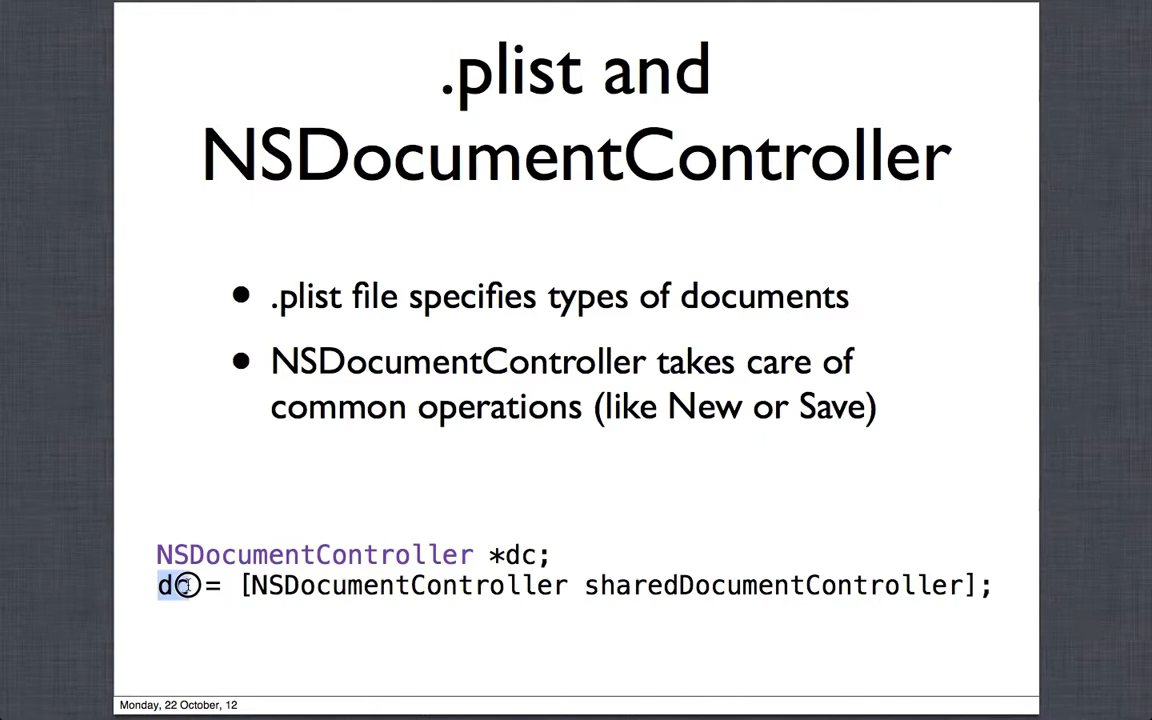 .plist and
NSDocumentController
• .plist file specifies types of documents
• NSDocumentController takes care of
common operations (like New or Save)
NSDocumentController *dc;
dc = [NSDocumentController sharedDocumentController];
Monday, 22 October, 12